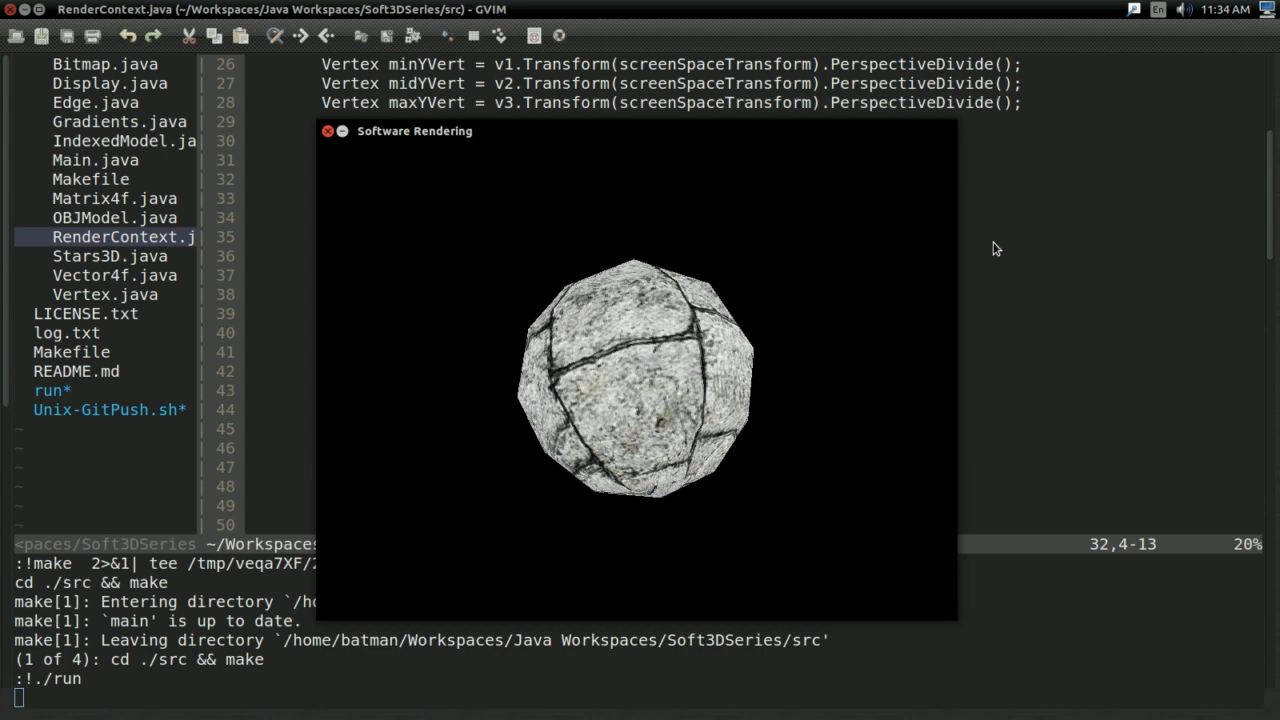 RenderContext.java (~/Workspaces/Java Workspaces/Soft3DSeries/src) - GVIM
En
11:34 AM
Bitmap.java | 26 Vertex minYVert = v1.Transform(screenSpaceTransform).PerspectiveDivide();
Display.java | 27 Vertex midYVert = v2.Transform(screenSpaceTransform).PerspectiveDivide();
Edge.java | 28 Vertex maxYVert = v3.Transform(screenSpaceTransform).PerspectiveDivide();
Gradients.java | 29
IndexedModel.ja| 30
Main.java | 31
Makefile | 32
Matrix4f.java | 33
OBJModel.java | 34
RenderContext.j| 35
Stars3D.java | 36
Vector4f.java | 37
Vertex.java | 38
LICENSE.txt | 39
log.txt | 40
Makefile | 41
README.md | 42
run* | 43
Unix-GitPush.sh* | 44
~ | 45
~ | 46
~ | 47
~ | 48
~ | 49
~ | 50
Software Rendering
<paces/Soft3DSeries ~/Workspaces 32,4-13 20%
:!make  2>&1| tee /tmp/veqa7XF/
cd ./src && make
make[1]: Entering directory `/ho
make[1]: `main' is up to date.
make[1]: Leaving directory `/home/batman/Workspaces/Java Workspaces/Soft3DSeries/src'
(1 of 4): cd ./src && make
:!./run